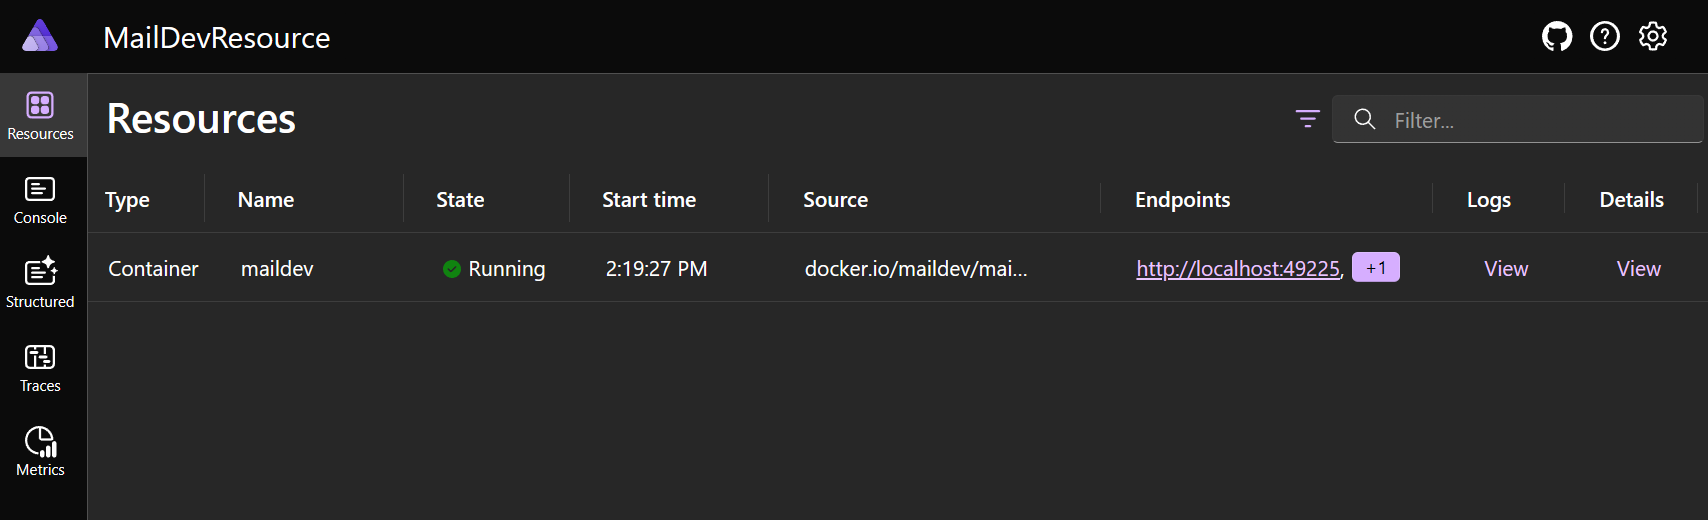 MailDevResource
Resources
Filter...
Resources
Console
Structured
Traces
Metrics
Type Name State Start time Source Endpoints Logs Details
Container maildev Running 2:19:27 PM docker.io/maildev/mai... http://localhost:49225, +1 View View